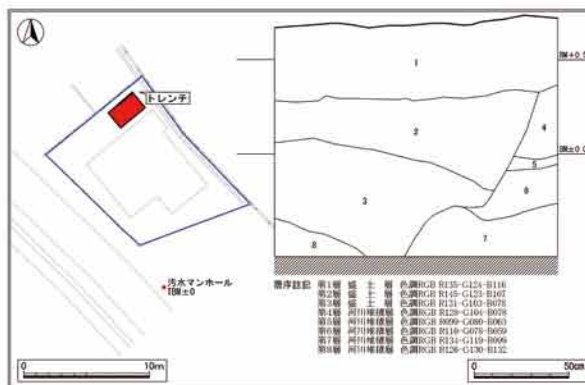 トレンチ
汚水マンホール
TBM±0
0 10m
BM+0.5
BM±0.0
1
2
3
4
5
6
7
8
層序註記 第1層 盛土層 色調RGB R135-G124-B116
第2層 盛土層 色調RGB R145-G123-B107
第3層 盛土層 色調RGB R121-G103-B078
第4層 河川堆積層 色調RGB R128-G104-B078
第5層 河川堆積層 色調RGB R099-G080-B063
第6層 河川堆積層 色調RGB R110-G078-B059
第7層 河川堆積層 色調RGB R134-G119-B099
第8層 河川堆積層 色調RGB R126-G130-B132
0 50cm